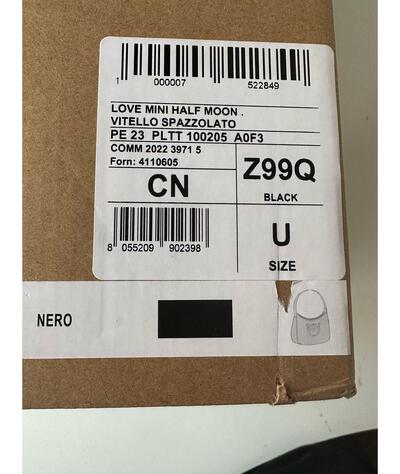 1 000007 522849
LOVE MINI HALF MOON .
VITELLO SPAZZOLATO
PE 23 PLTT 100205 A0F3
COMM 2022 3971 5
Forn: 4110605
CN
Z99Q
BLACK
8 055209 902398
U
SIZE
NERO